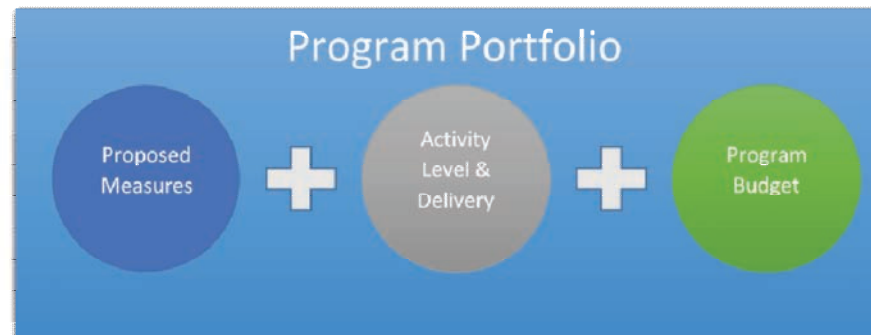 Program Portfolio
Proposed
Measures
Activity
Level &
Delivery
Program
Budget